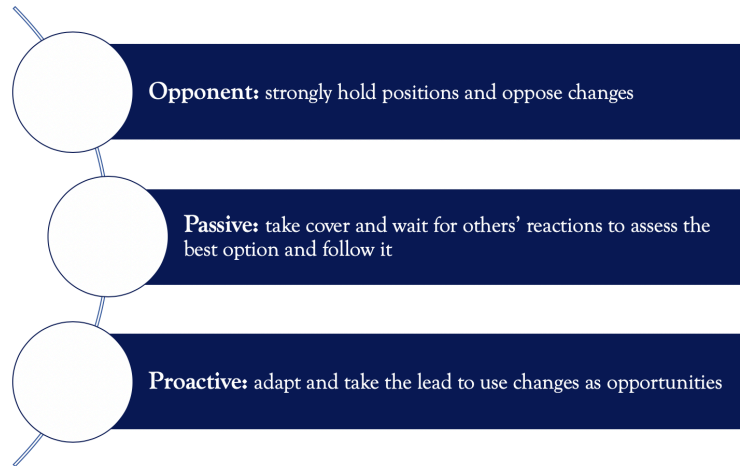 Opponent: strongly hold positions and oppose changes
Passive: take cover and wait for others’ reactions to assess the
best option and follow it
Proactive: adapt and take the lead to use changes as opportunities